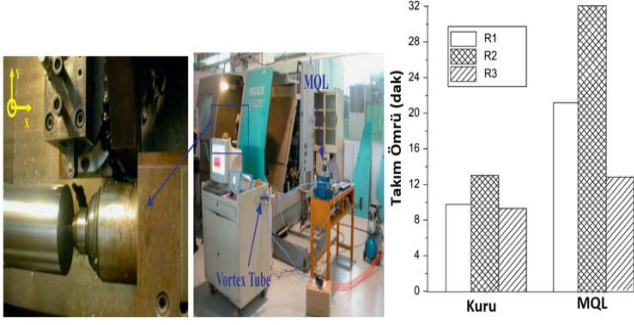 Y
X
INDEX
MQL
Vortex Tube
Takım Ömrü (dak)
32
28
24
20
16
12
8
4
0
R1
R2
R3
Kuru
MQL